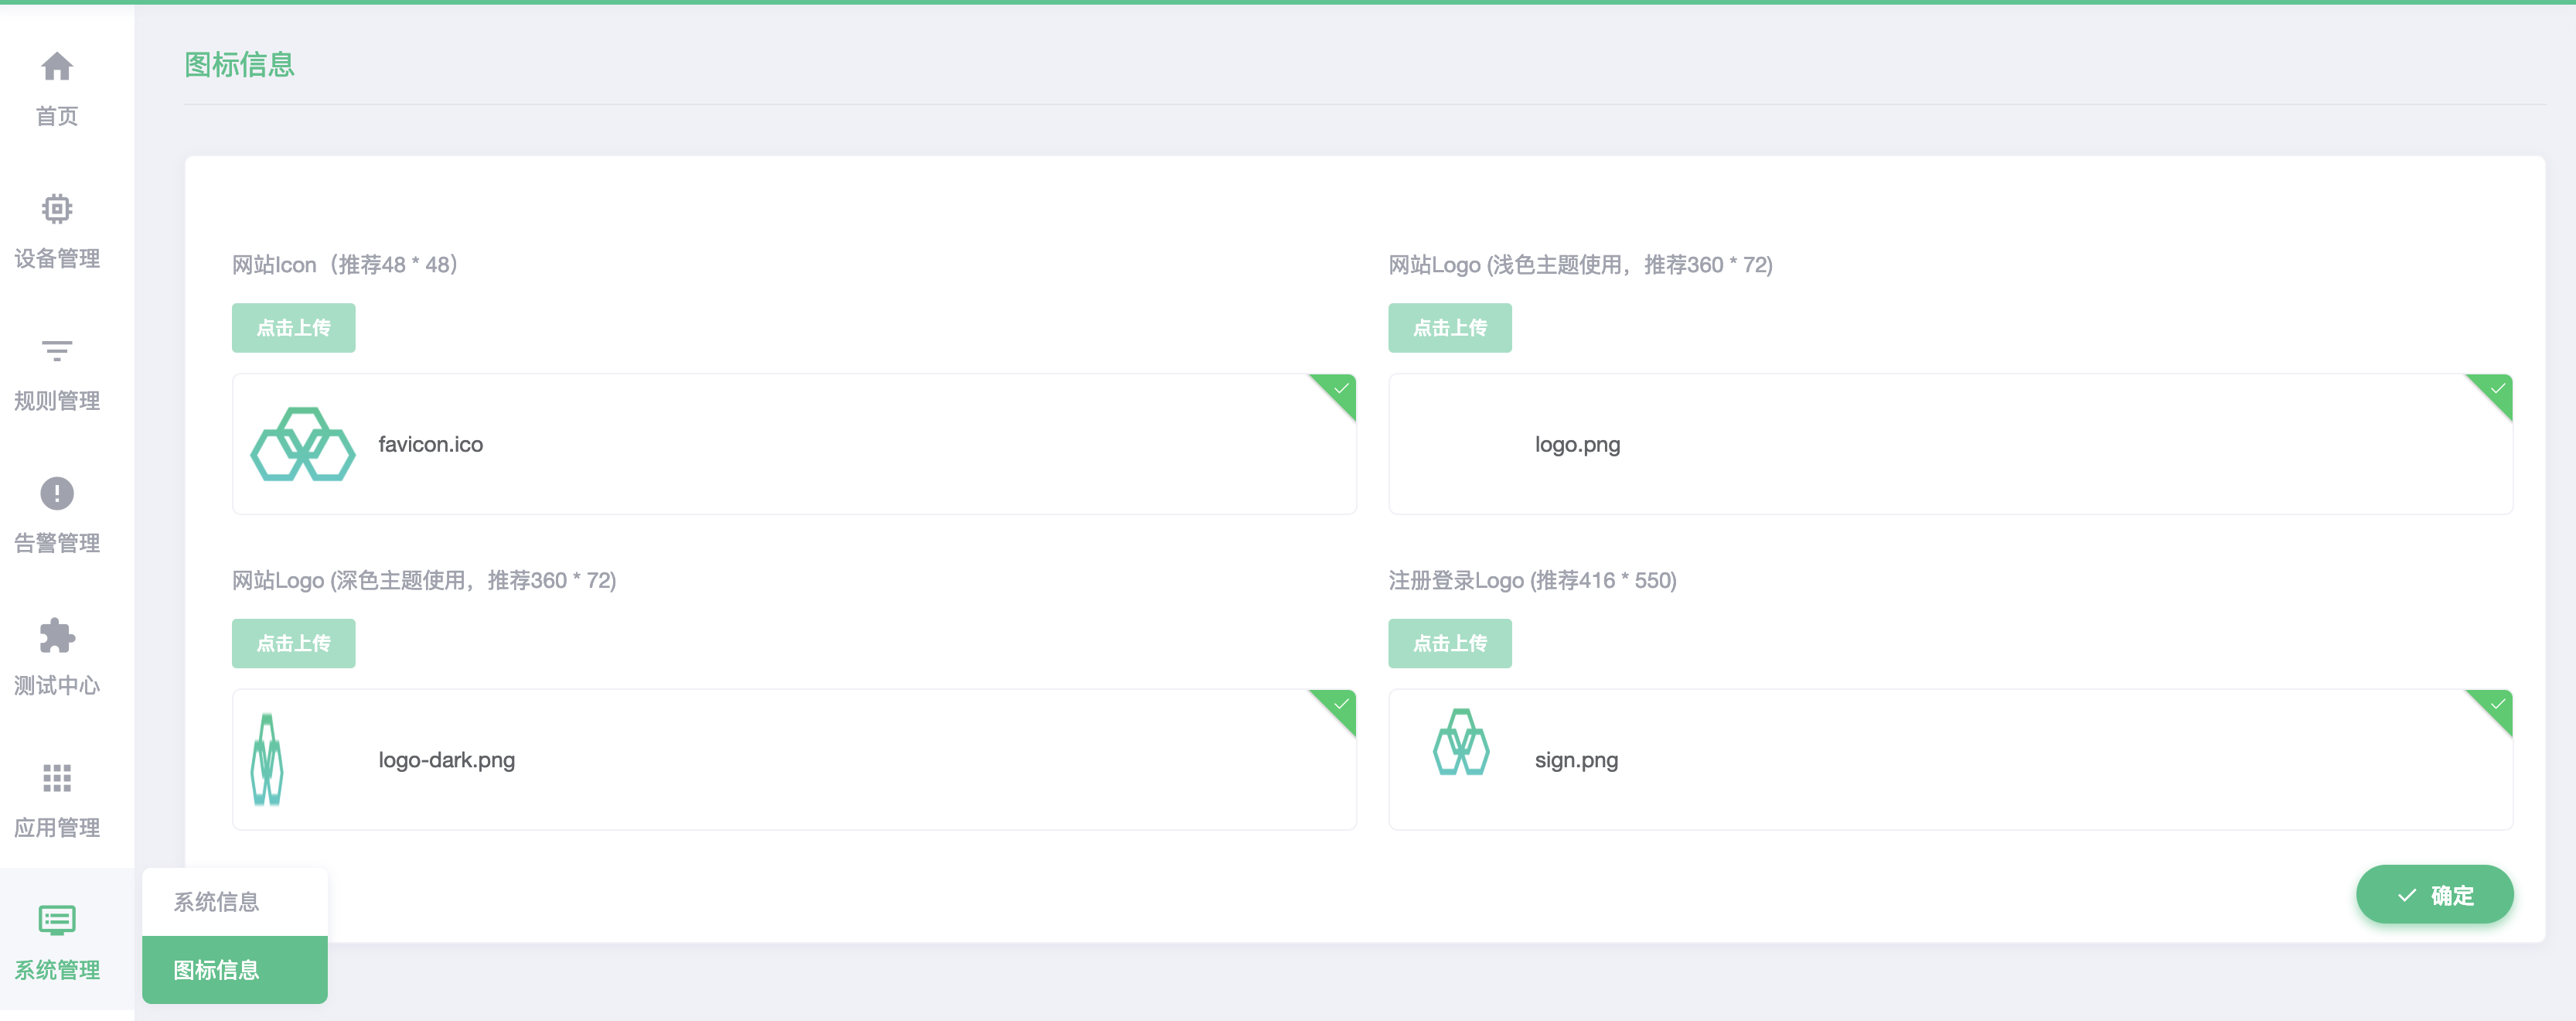 图标信息
首页
设备管理
规则管理
告警管理
测试中心
应用管理
系统管理
系统信息
图标信息
网站Icon（推荐48 * 48）
点击上传
favicon.ico
网站Logo (浅色主题使用，推荐360 * 72)
点击上传
logo.png
网站Logo (深色主题使用，推荐360 * 72)
点击上传
logo-dark.png
注册登录Logo (推荐416 * 550)
点击上传
sign.png
确定